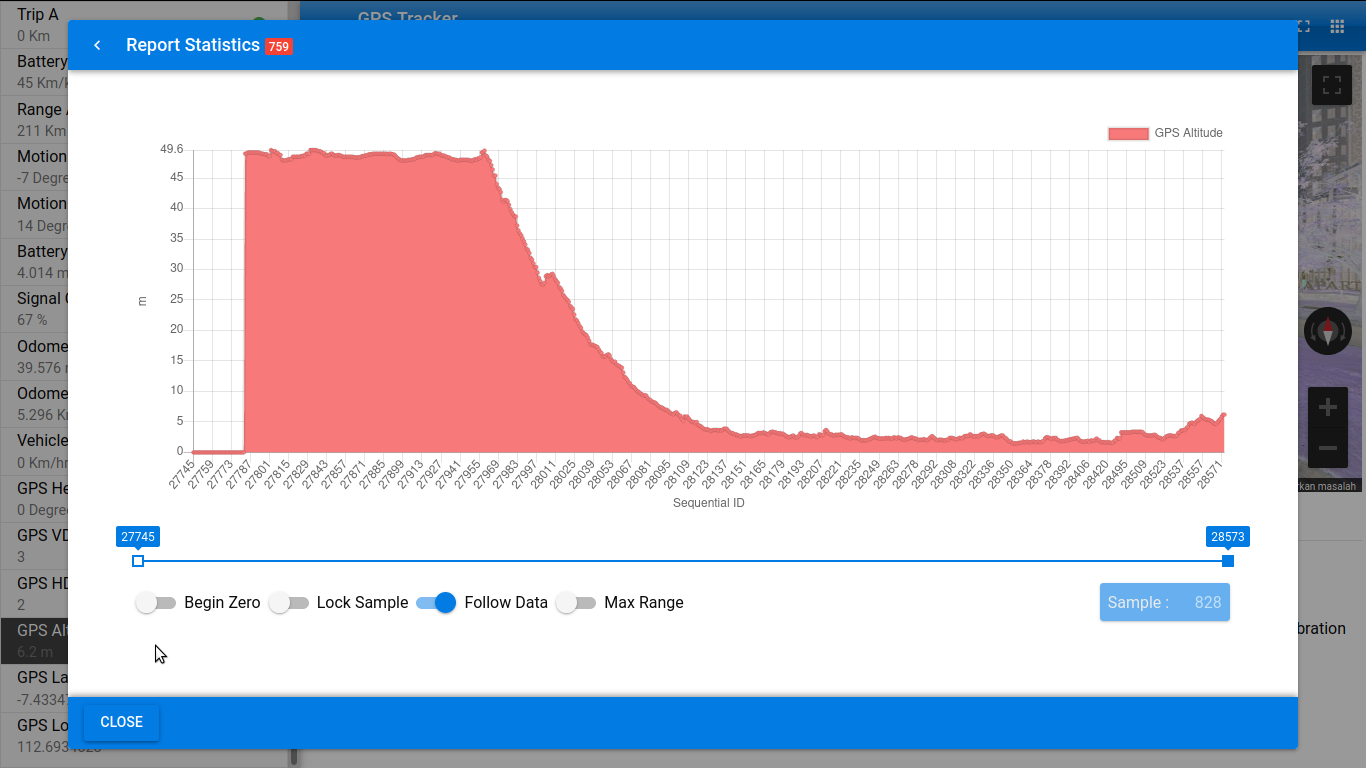 Trip A
0 Km
Battery
45 Km/k
Range
211 Km
Motion
-7 Degre
Motion
14 Degr
Battery
4.014 m
Signal
67 %
Odome
39.576
Odome
5.296 K
Vehicle
0 Km/hr
GPS He
0 Degre
GPS VD
3
GPS HD
2
GPS Al
6.2 m
GPS La
-7.4334
GPS Lo
112.693
GPS Tracker
Report Statistics 759
GPS Altitude
49.6
45
40
35
30
25
20
15
10
5
0
m
27745 27759 27773 27787 27801 27815 27829 27843 27857 27871 27885 27899 27913 27927 27941 27955 27969 27983 27997 28011 28025 28039 28053 28067 28081 28095 28109 28123 28137 28151 28165 28179 28193 28207 28221 28235 28249 28263 28278 28292 28308 28322 28336 28350 28364 28378 28392 28406 28420 28495 28509 28523 28537 28557 28571
Sequential ID
27745 28573
Begin Zero Lock Sample Follow Data Max Range
Sample : 828
CLOSE
APART
rkan masalah
bration